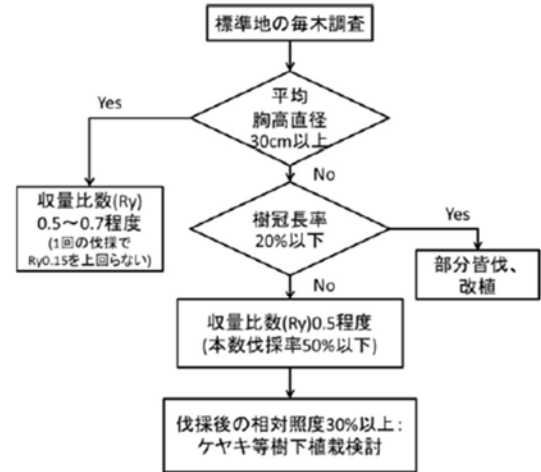 標準地の毎木調査
平均
胸高直径
30cm以上
Yes
No
収量比数(Ry)
0.5～0.7程度
(1回の伐採で
Ry0.15を上回らない)
樹冠長率
20%以下
Yes
部分皆伐、
改植
No
収量比数(Ry)0.5程度
(本数伐採率50%以下)
伐採後の相対照度30%以上：
ケヤキ等樹下植栽検討